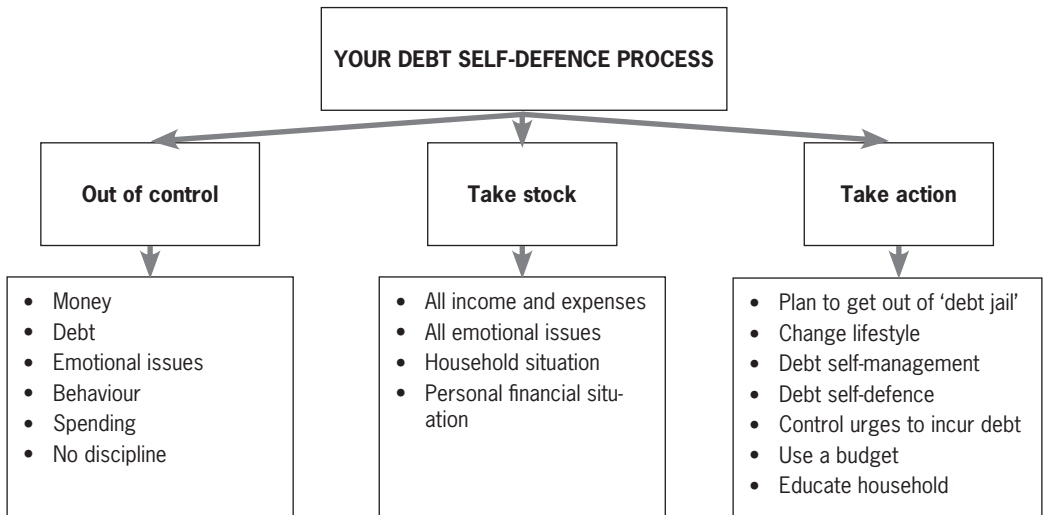 YOUR DEBT SELF-DEFENCE PROCESS
Out of control
Take stock
Take action
• Money
• Debt
• Emotional issues
• Behaviour
• Spending
• No discipline
• All income and expenses
• All emotional issues
• Household situation
• Personal financial situ-
ation
• Plan to get out of ‘debt jail’
• Change lifestyle
• Debt self-management
• Debt self-defence
• Control urges to incur debt
• Use a budget
• Educate household